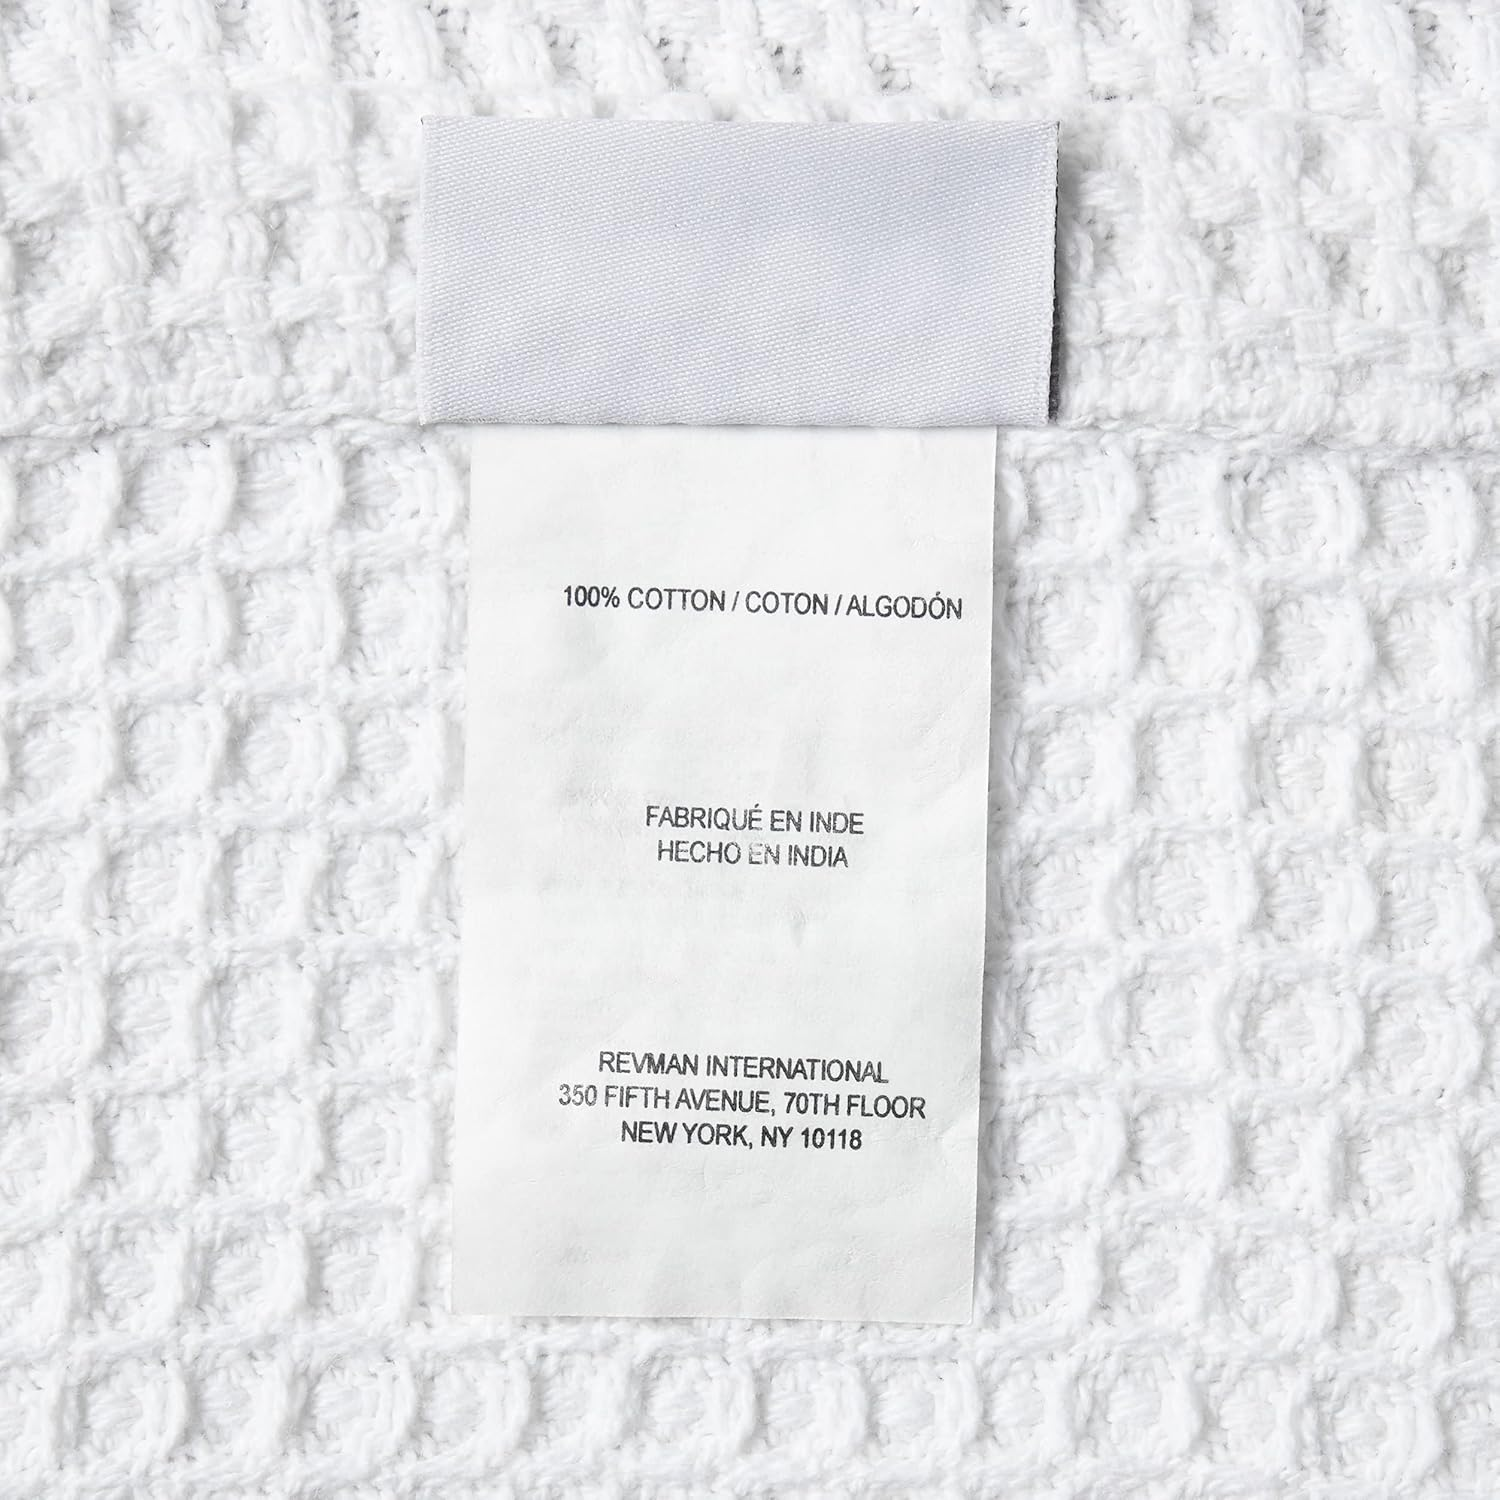 100% COTTON / COTON / ALGODÓN
FABRIQUÉ EN INDE
HECHO EN INDIA
REVMAN INTERNATIONAL
350 FIFTH AVENUE, 70TH FLOOR
NEW YORK, NY 10118